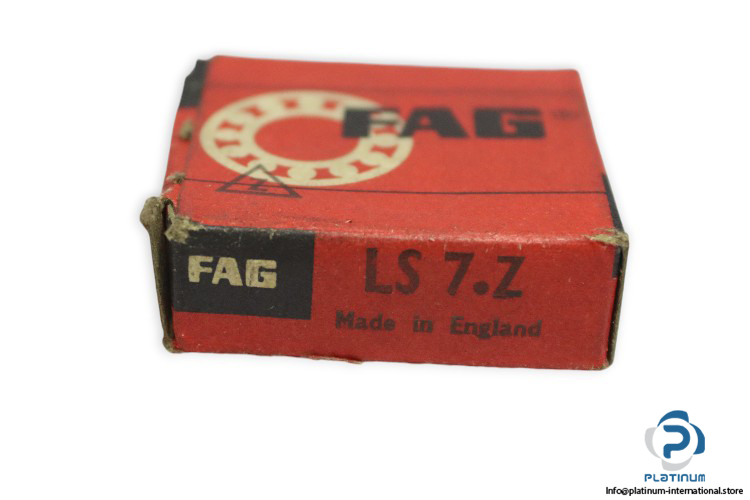 FAG
FAG
LS 7.Z
Made in England
PLATINUM
Info@platinum-international.store